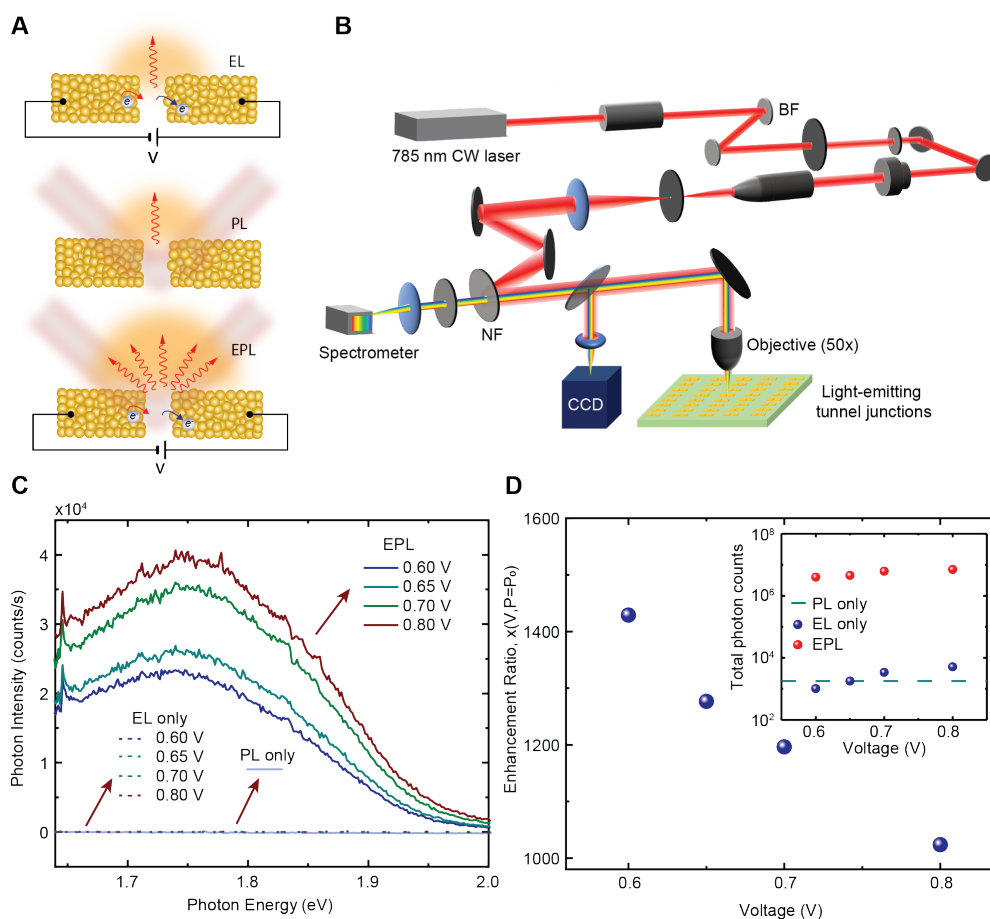 A
EL
e⁻
e⁻
V
PL
EPL
e⁻
e⁻
V
B
785 nm CW laser
BF
Spectrometer
NF
CCD
Objective (50x)
Light-emitting
tunnel junctions
C
x10⁴
Photon Intensity (counts/s)
4
3
2
1
0
EPL
0.60 V
0.65 V
0.70 V
0.80 V
EL only
0.60 V
0.65 V
0.70 V
0.80 V
PL only
1.7
1.8
1.9
2.0
Photon Energy (eV)
D
Enhancement Ratio, x(V,P=P₀)
1600
1400
1200
1000
0.6
0.7
0.8
Voltage (V)
Total photon counts
10⁸
10⁶
10⁴
10²
PL only
EL only
EPL
0.6
0.7
0.8
Voltage (V)